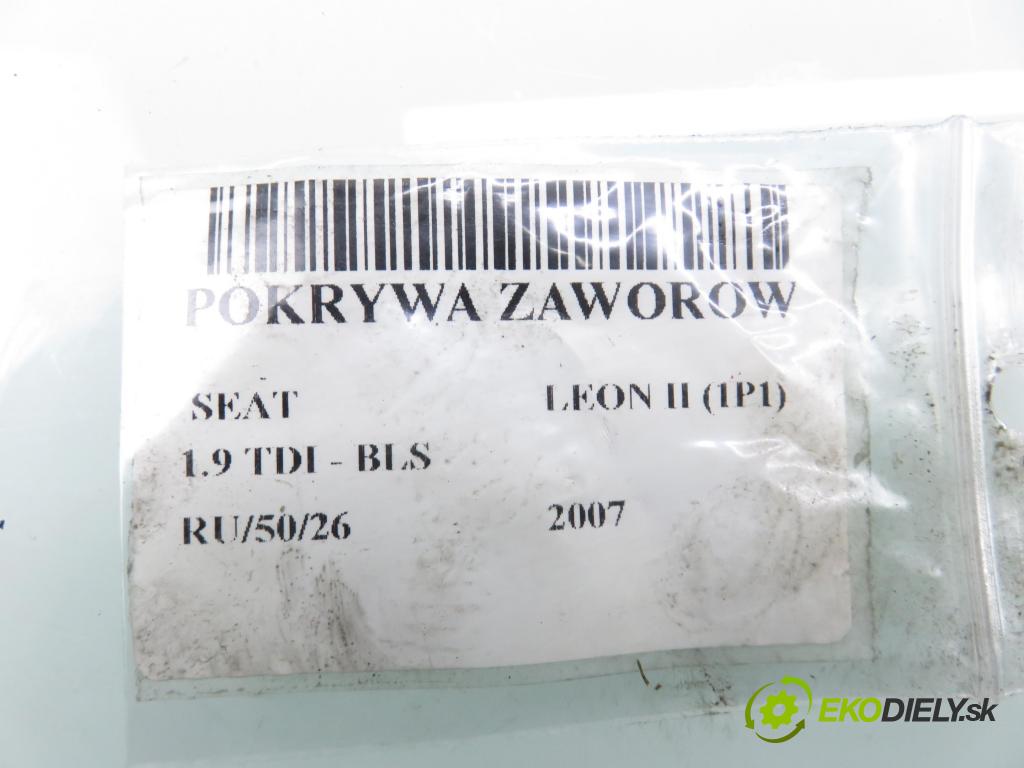 POKRYWA ZAWOROW
SEAT LEON II (1P1)
1.9 TDI - BLS
RU/50/26 2007
EKODIELY.sk